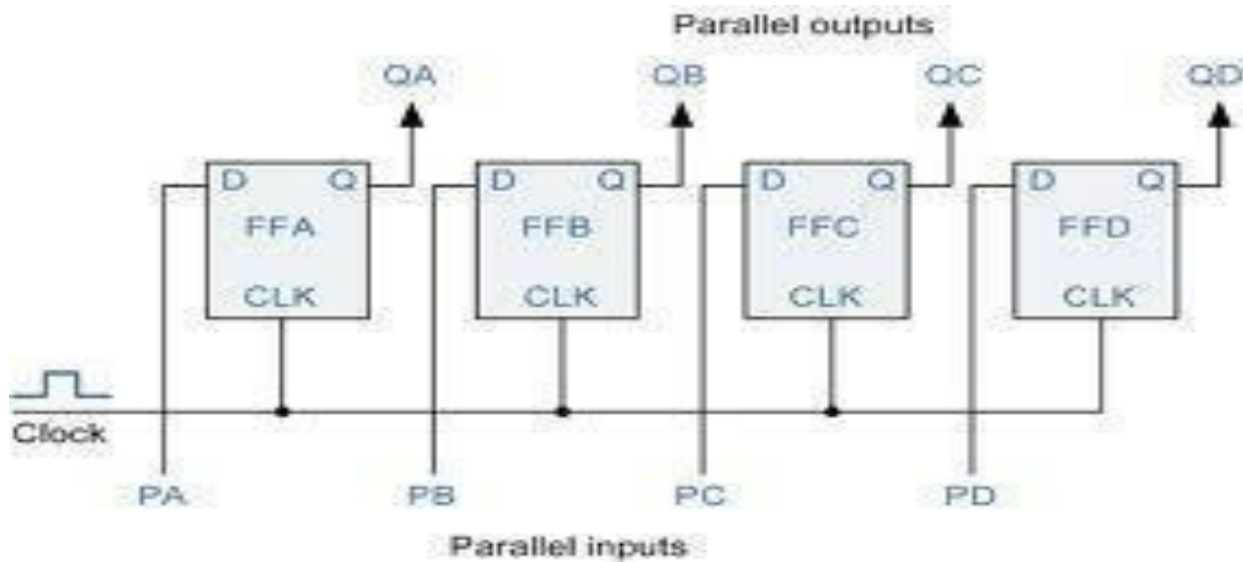 Parallel outputs
QA QB QC QD
D Q D Q D Q D Q
FFA FFB FFC FFD
CLK CLK CLK CLK
Clock
PA PB PC PD
Parallel inputs